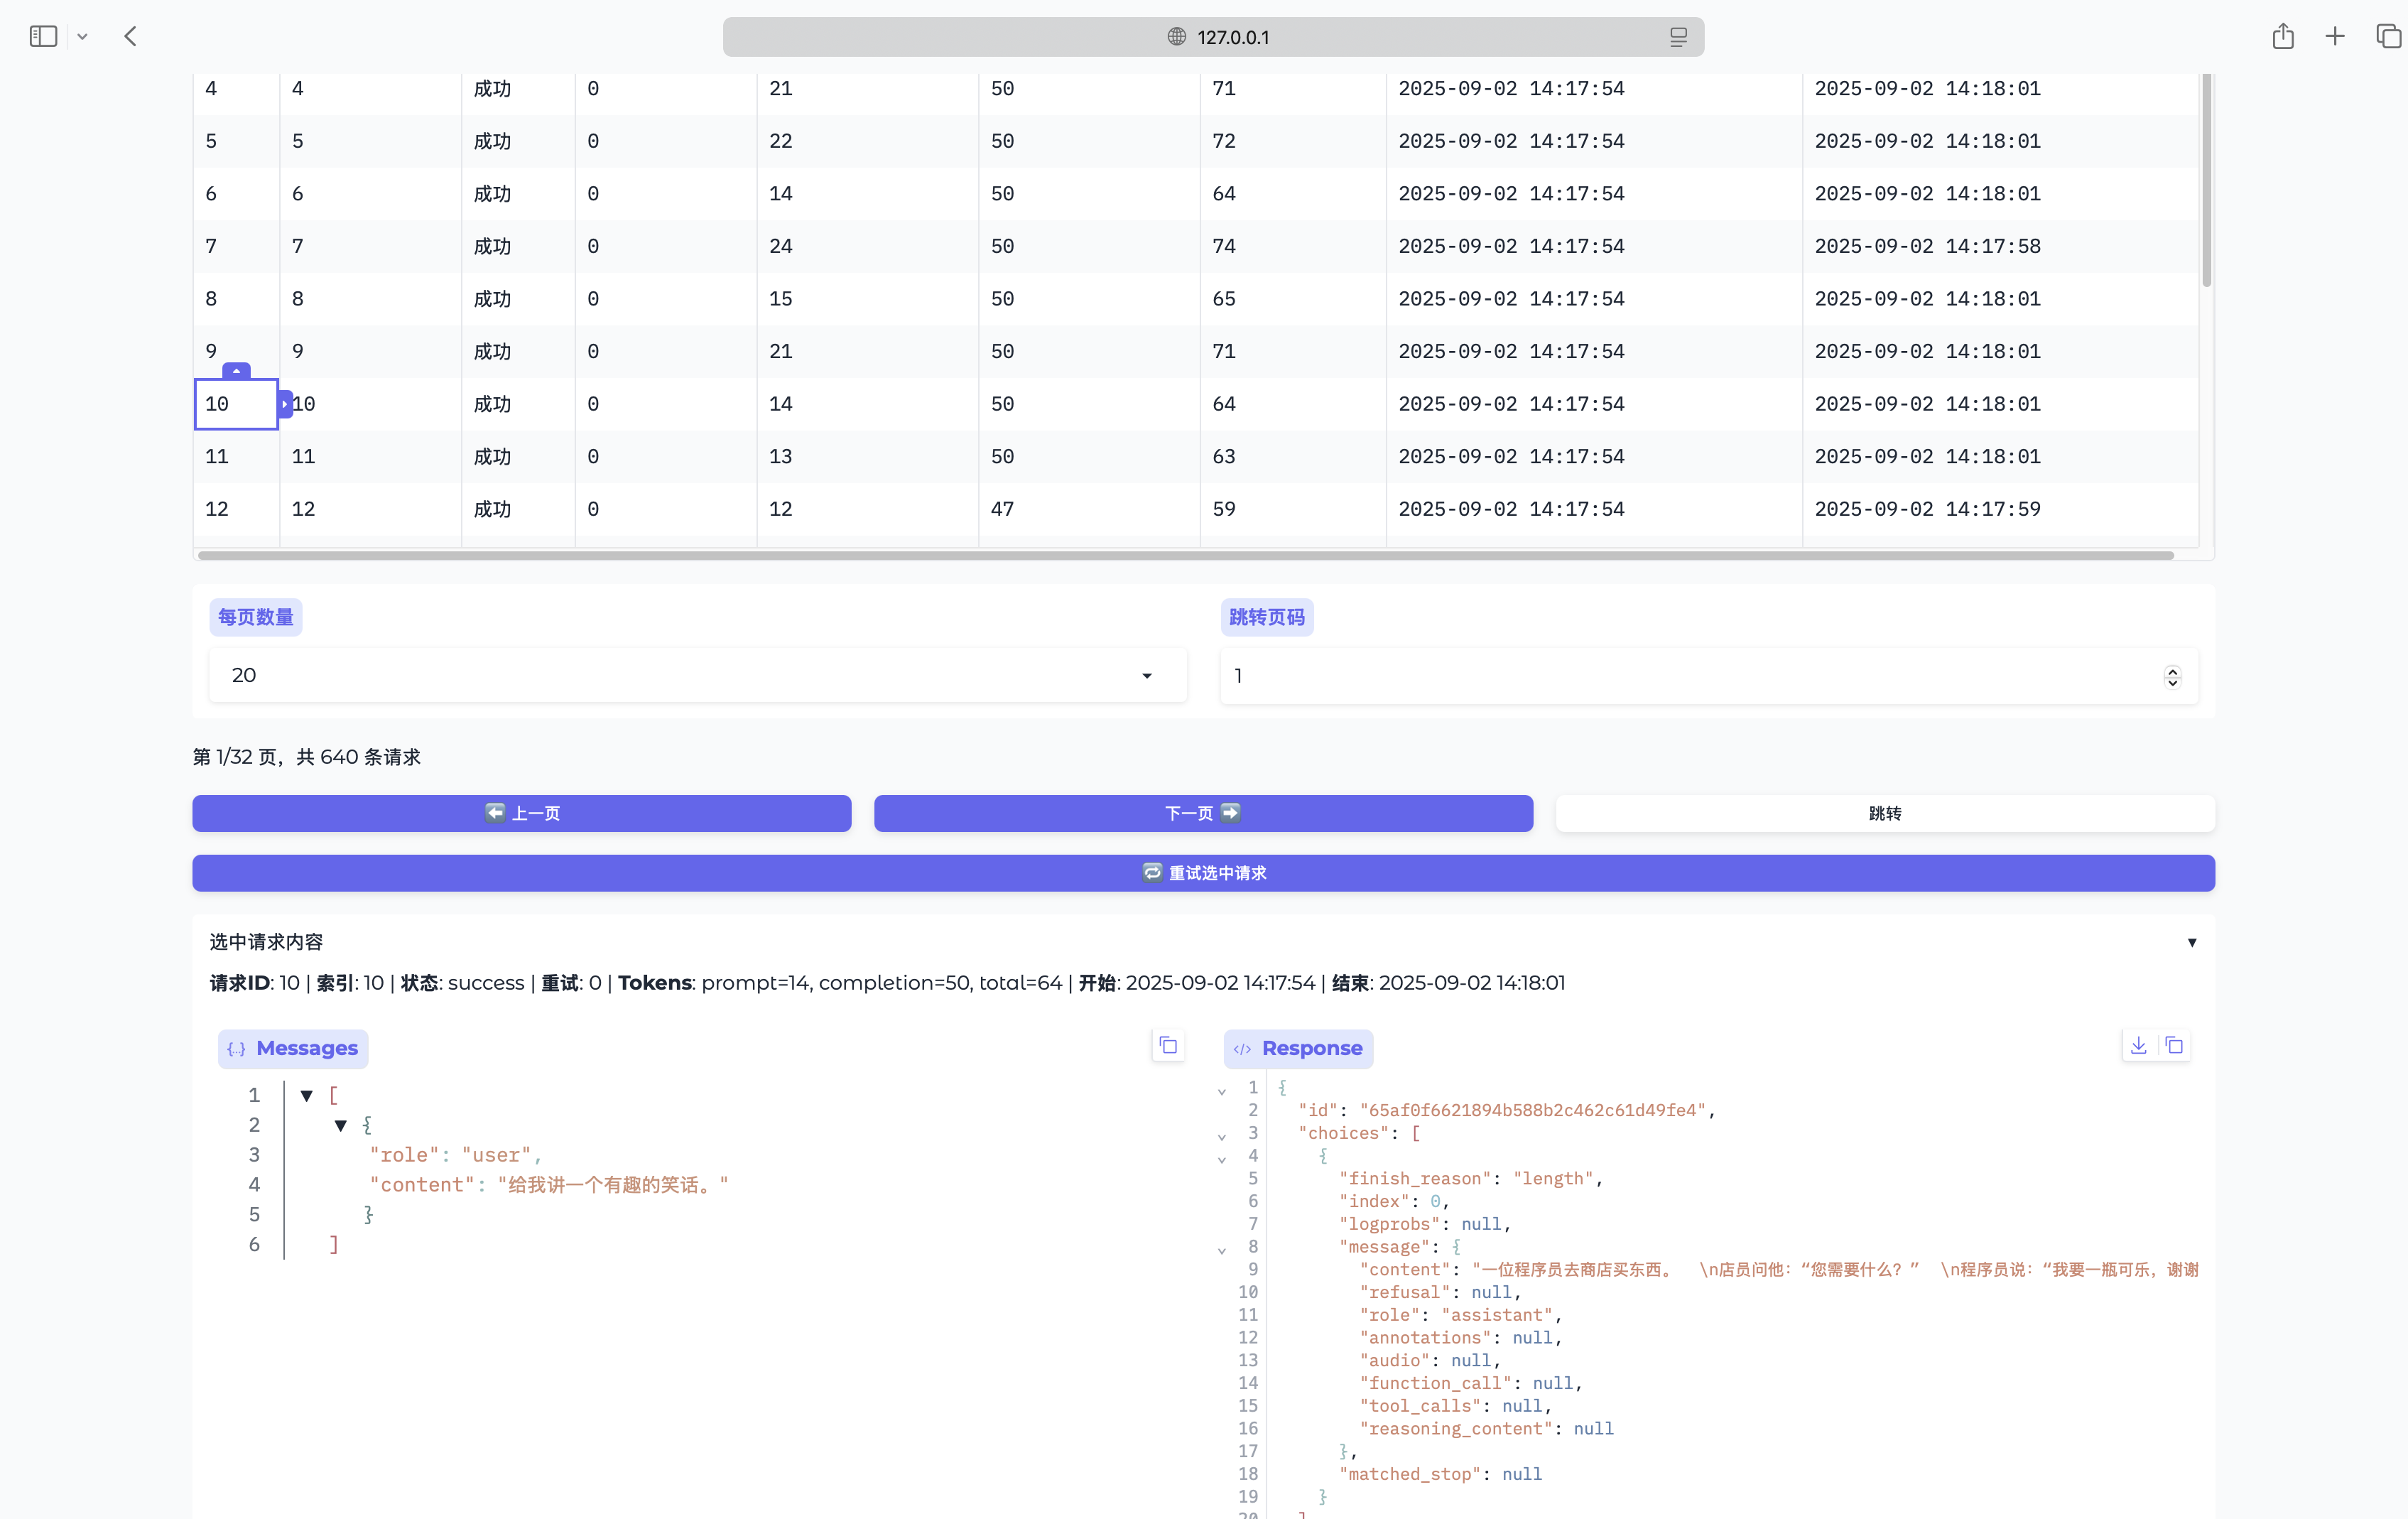 127.0.0.1
4 4 成功 0 21 50 71 2025-09-02 14:17:54 2025-09-02 14:18:01
5 5 成功 0 22 50 72 2025-09-02 14:17:54 2025-09-02 14:18:01
6 6 成功 0 14 50 64 2025-09-02 14:17:54 2025-09-02 14:18:01
7 7 成功 0 24 50 74 2025-09-02 14:17:54 2025-09-02 14:17:58
8 8 成功 0 15 50 65 2025-09-02 14:17:54 2025-09-02 14:18:01
9 9 成功 0 21 50 71 2025-09-02 14:17:54 2025-09-02 14:18:01
10 10 成功 0 14 50 64 2025-09-02 14:17:54 2025-09-02 14:18:01
11 11 成功 0 13 50 63 2025-09-02 14:17:54 2025-09-02 14:18:01
12 12 成功 0 12 47 59 2025-09-02 14:17:54 2025-09-02 14:17:59
每页数量
20
跳转页码
1
第 1/32 页，共 640 条请求
⬅️ 上一页
下一页 ➡️
跳转
🔁 重试选中请求
选中请求内容 ▼
请求ID: 10 | 索引: 10 | 状态: success | 重试: 0 | Tokens: prompt=14, completion=50, total=64 | 开始: 2025-09-02 14:17:54 | 结束: 2025-09-02 14:18:01
{..} Messages
1 ▼ [
2 ▼ {
3 "role": "user",
4 "content": "给我讲一个有趣的笑话。"
5 }
6 ]
</> Response
1 {
2 "id": "65af0f6621894b588b2c462c61d49fe4",
3 "choices": [
4 {
5 "finish_reason": "length",
6 "index": 0,
7 "logprobs": null,
8 "message": {
9 "content": "一位程序员去商店买东西。  \n店员问他：“您需要什么？”  \n程序员说：“我要一瓶可乐，谢谢
10 "refusal": null,
11 "role": "assistant",
12 "annotations": null,
13 "audio": null,
14 "function_call": null,
15 "tool_calls": null,
16 "reasoning_content": null
17 },
18 "matched_stop": null
19 }
20 ]